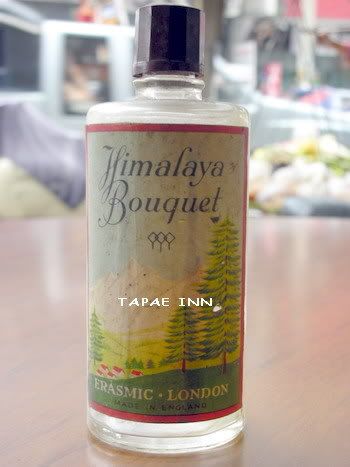 Himalaya
Bouquet
TAPAE INN
ERASMIC · LONDON
MADE IN ENGLAND